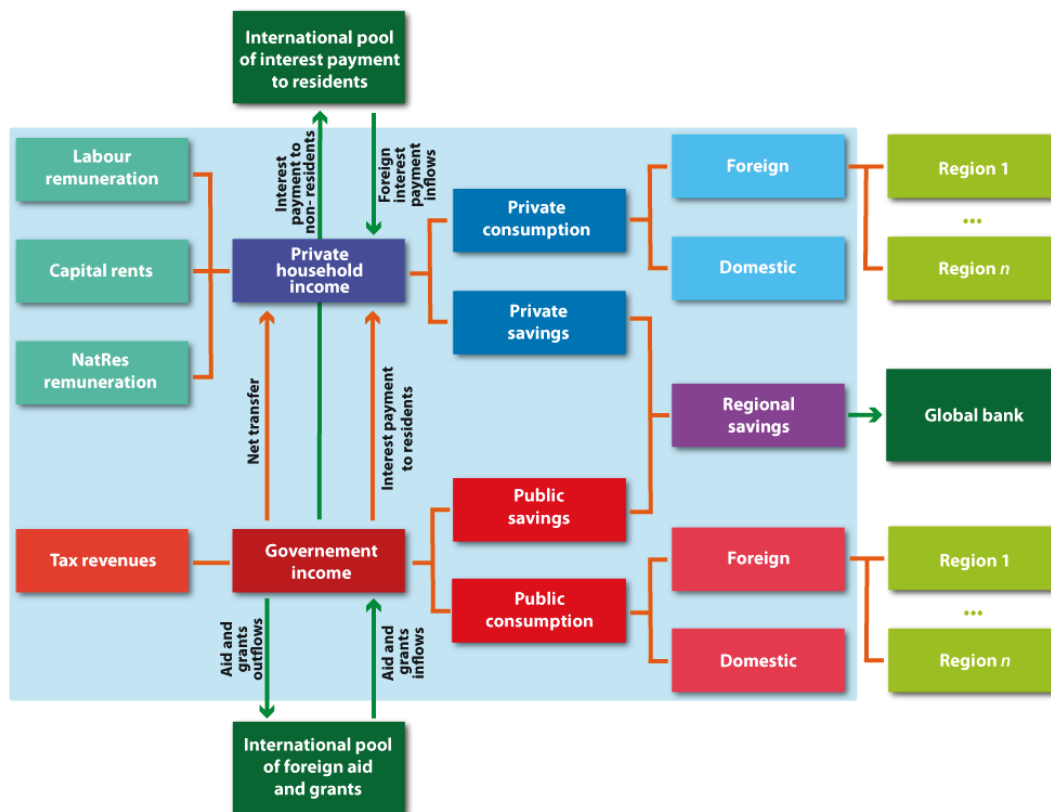 International pool
of interest payment
to residents
Labour
remuneration
Interest
payment to
non- residents
Foreign
interest
payment
inflows
Foreign
Region 1
...
Private
consumption
Capital rents
Private
household
income
Domestic
Region n
Private
savings
NatRes
remuneration
Net transfer
Interest payment
to residents
Regional
savings
Global bank
Public
savings
Tax revenues
Governement
income
Foreign
Region 1
...
Public
consumption
Aid and
grants
outflows
Aid and
grants
inflows
Domestic
Region n
International pool
of foreign aid
and grants